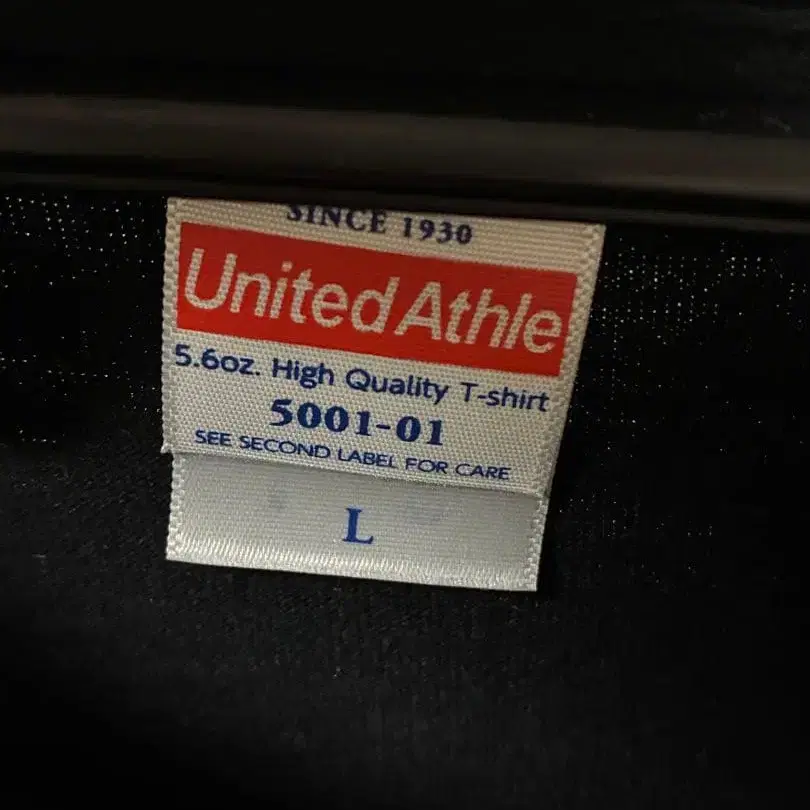 SINCE 1930
United Athle
5.6oz. High Quality T-shirt
5001-01
SEE SECOND LABEL FOR CARE
L